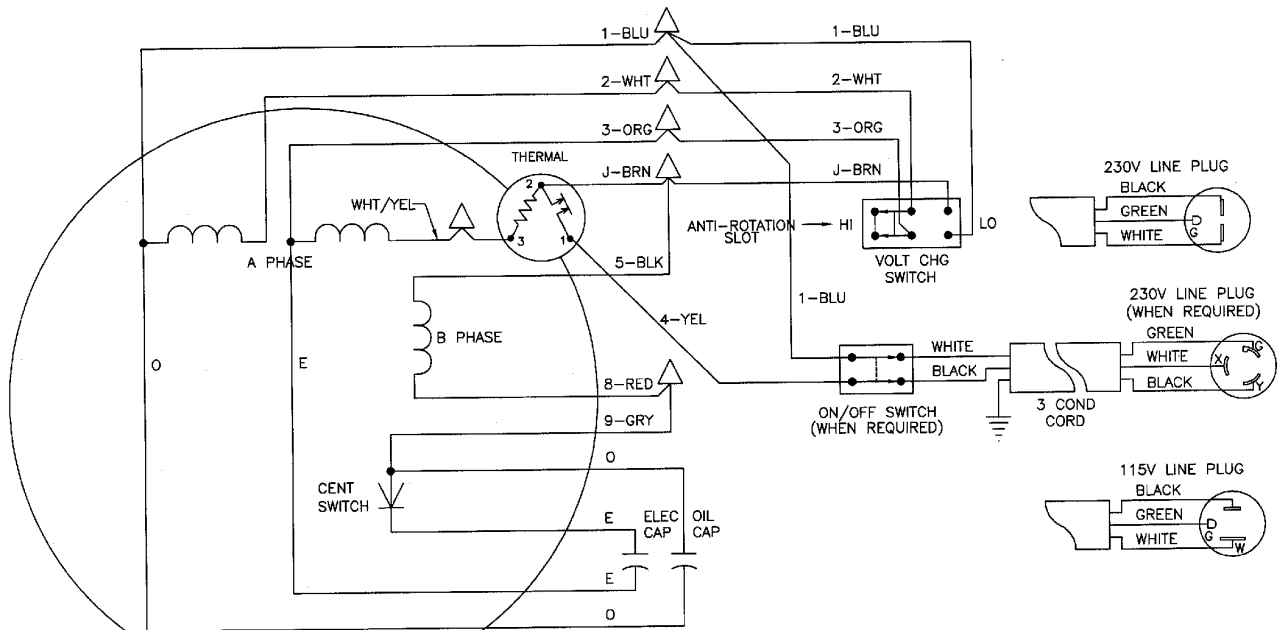 1-BLU
1-BLU
2-WHT
2-WHT
3-ORG
3-ORG
THERMAL
J-BRN
J-BRN
2
3
1
WHT/YEL
A PHASE
ANTI-ROTATION
SLOT
HI
LO
VOLT CHG
SWITCH
230V LINE PLUG
BLACK
GREEN
WHITE
D
G
5-BLK
1-BLU
B PHASE
4-YEL
O
E
8-RED
9-GRY
WHITE
BLACK
ON/OFF SWITCH
(WHEN REQUIRED)
3 COND
CORD
230V LINE PLUG
(WHEN REQUIRED)
GREEN
WHITE
BLACK
G
X
Y
O
CENT
SWITCH
E
ELEC
CAP
OIL
CAP
E
O
115V LINE PLUG
BLACK
GREEN
WHITE
D
G
W